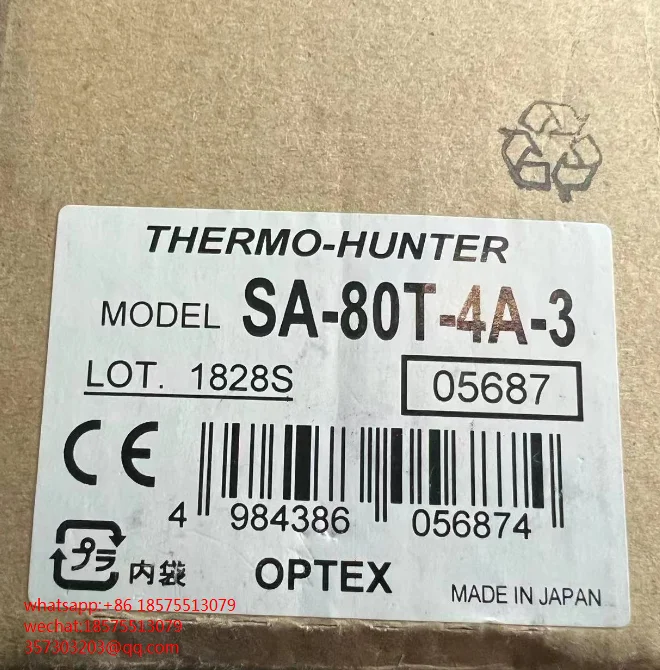 THERMO-HUNTER
MODEL SA-80T-4A-3
LOT. 1828S 05687
CE
4 984386 056874
プラ 内袋 OPTEX MADE IN JAPAN
whatsapp:+86 18575513079
wechat:18575513079
357303203@qq.com